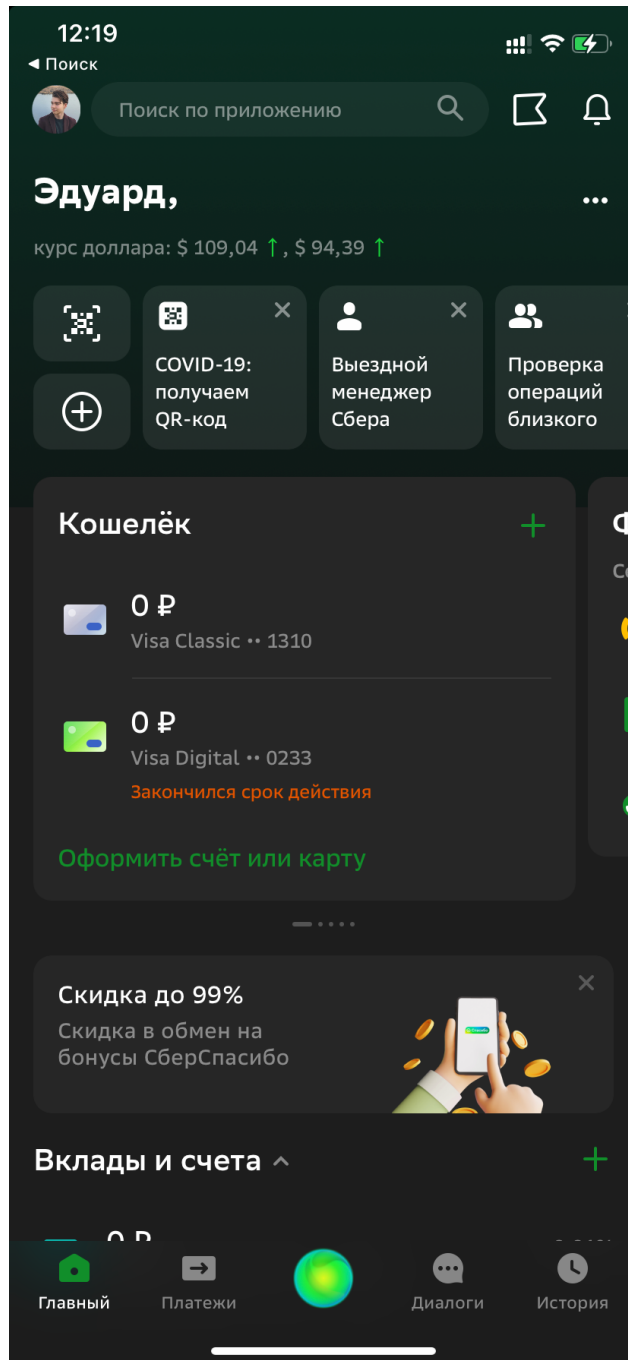 12:19
◀ Поиск
Поиск по приложению
Эдуард,
курс доллара: $ 109,04 ↑ , $ 94,39 ↑
COVID-19:
получаем
QR-код
Выездной
менеджер
Сбера
Проверка
операций
близкого
Кошелёк
0 ₽
Visa Classic •• 1310
0 ₽
Visa Digital •• 0233
Закончился срок действия
Оформить счёт или карту
Скидка до 99%
Скидка в обмен на
бонусы СберСпасибо
Вклады и счета
0 ₽
Главный
Платежи
Диалоги
История